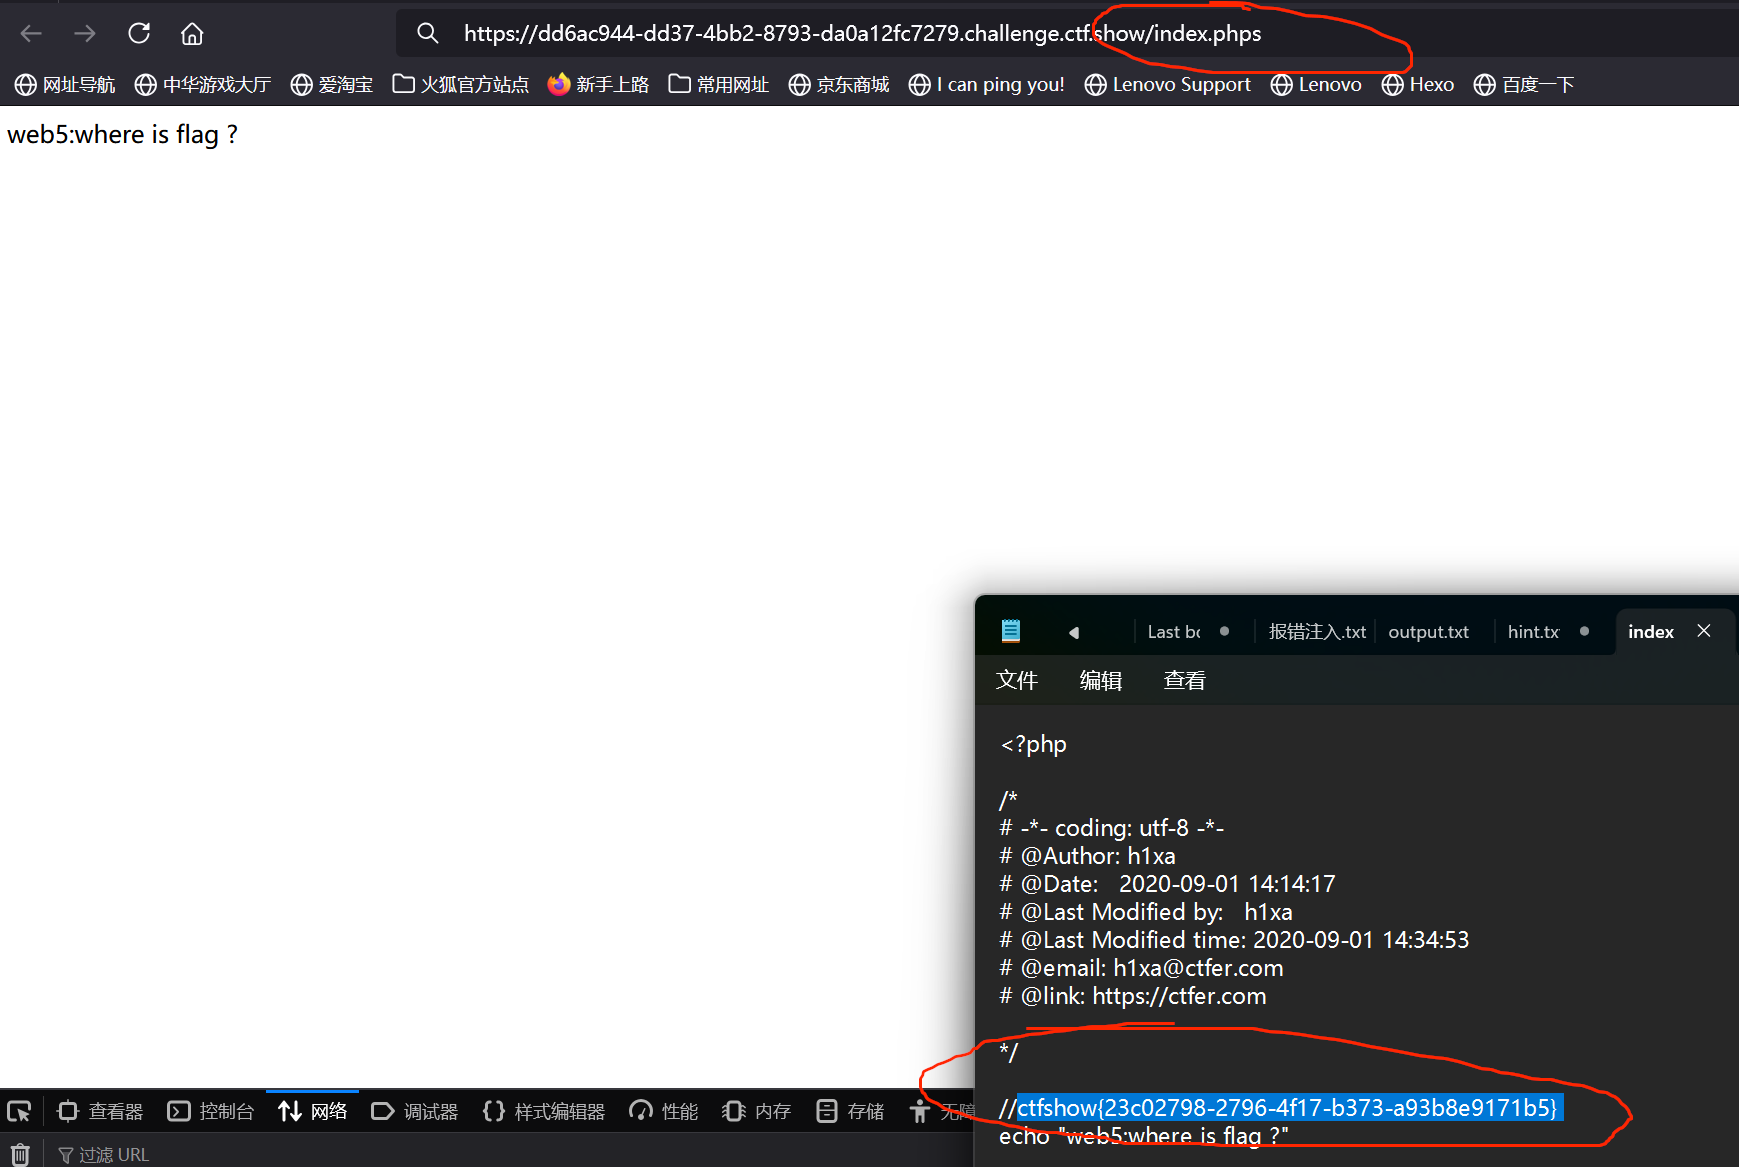 https://dd6ac944-dd37-4bb2-8793-da0a12fc7279.challenge.ctf.show/index.phps
网址导航 中华游戏大厅 爱淘宝 火狐官方站点 新手上路 常用网址 京东商城 I can ping you! Lenovo Support Lenovo Hexo 百度一下
web5:where is flag ?
Last bc 报错注入.txt output.txt hint.tx index
文件 编辑 查看
<?php
/*
# -*- coding: utf-8 -*-
# @Author: h1xa
# @Date:   2020-09-01 14:14:17
# @Last Modified by:   h1xa
# @Last Modified time: 2020-09-01 14:34:53
# @email: h1xa@ctfer.com
# @link: https://ctfer.com
*/
//ctfshow{23c02798-2796-4f17-b373-a93b8e9171b5}
echo "web5:where is flag ?"
查看器 控制台 网络 调试器 样式编辑器 性能 内存 存储 无障
过滤 URL